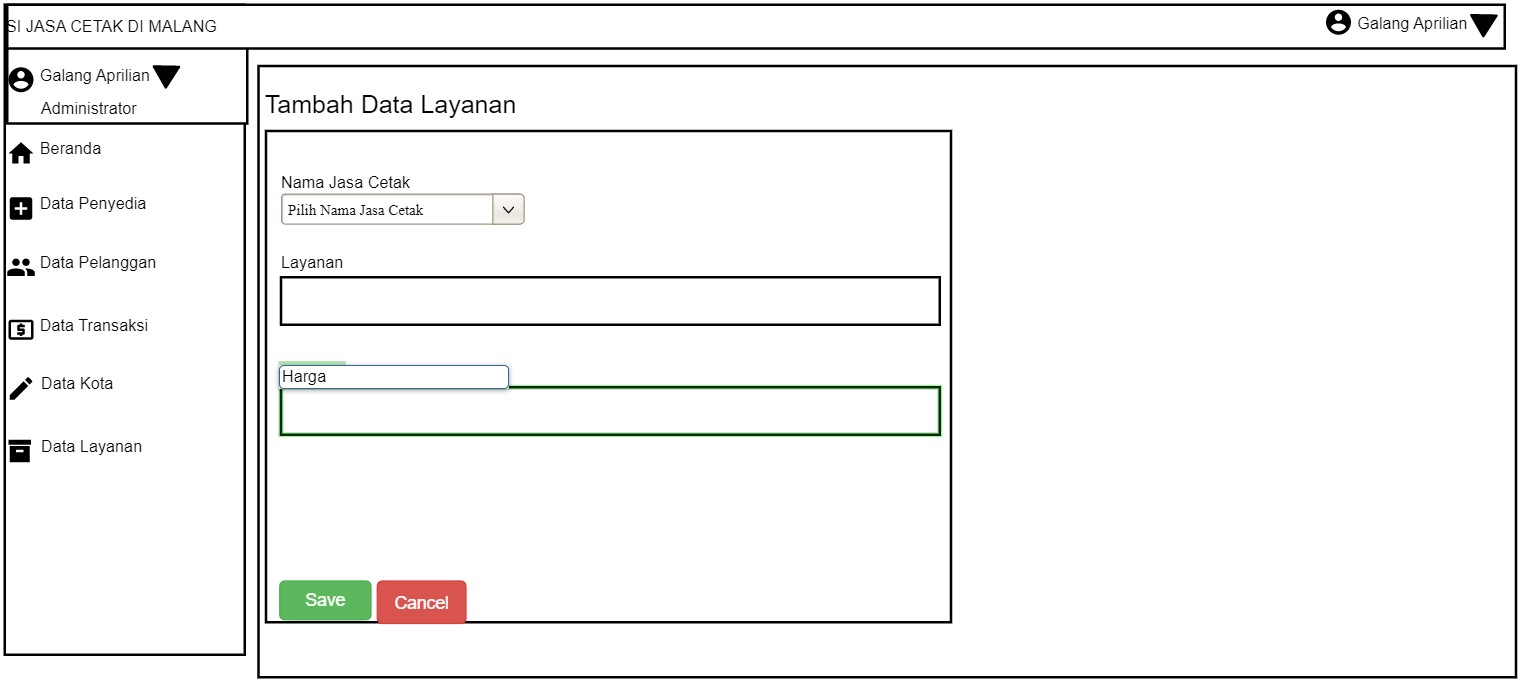 SI JASA CETAK DI MALANG
Galang Aprilian
Galang Aprilian
Administrator
Beranda
Data Penyedia
Data Pelanggan
Data Transaksi
Data Kota
Data Layanan
Tambah Data Layanan
Nama Jasa Cetak
Pilih Nama Jasa Cetak
Layanan
Harga
Save
Cancel